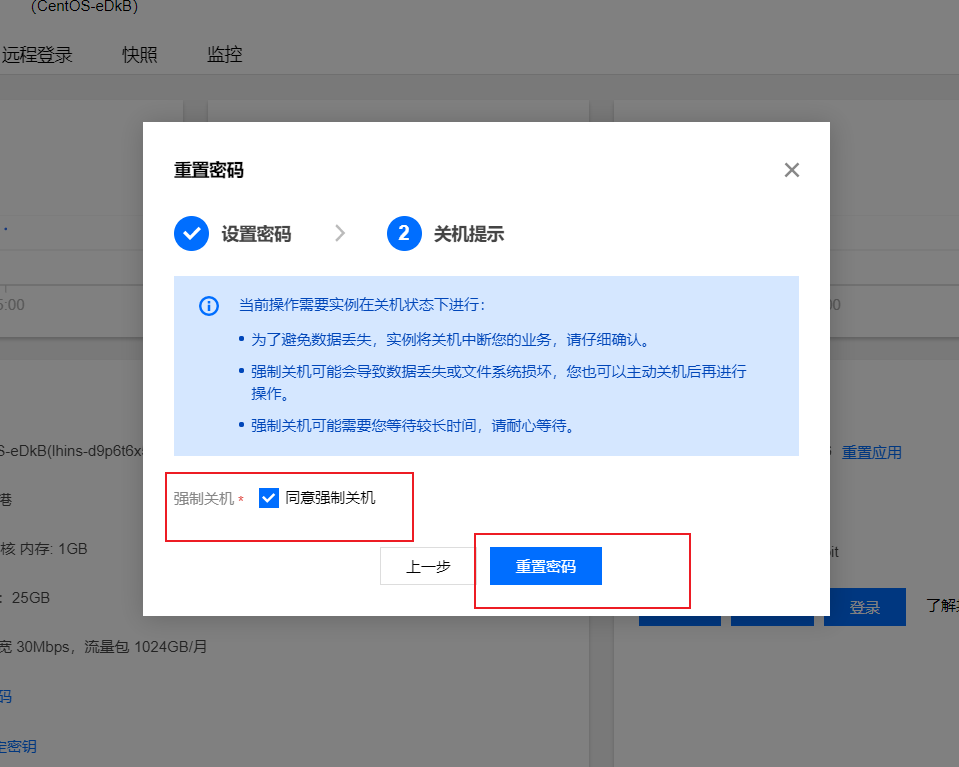 (CentOS-eDkB)
远程登录 快照 监控
重置密码
设置密码
2 关机提示
当前操作需要实例在关机状态下进行：
为了避免数据丢失，实例将关机中断您的业务，请仔细确认。
强制关机可能会导致数据丢失或文件系统损坏，您也可以主动关机后再进行
操作。
强制关机可能需要您等待较长时间，请耐心等待。
5:00
00
S-eDkB(lhins-d9p6t6x
重置应用
强制关机 * 同意强制关机
港
核 内存: 1GB
bit
上一步 重置密码
: 25GB
登录 了解
宽 30Mbps，流量包 1024GB/月
码
定密钥